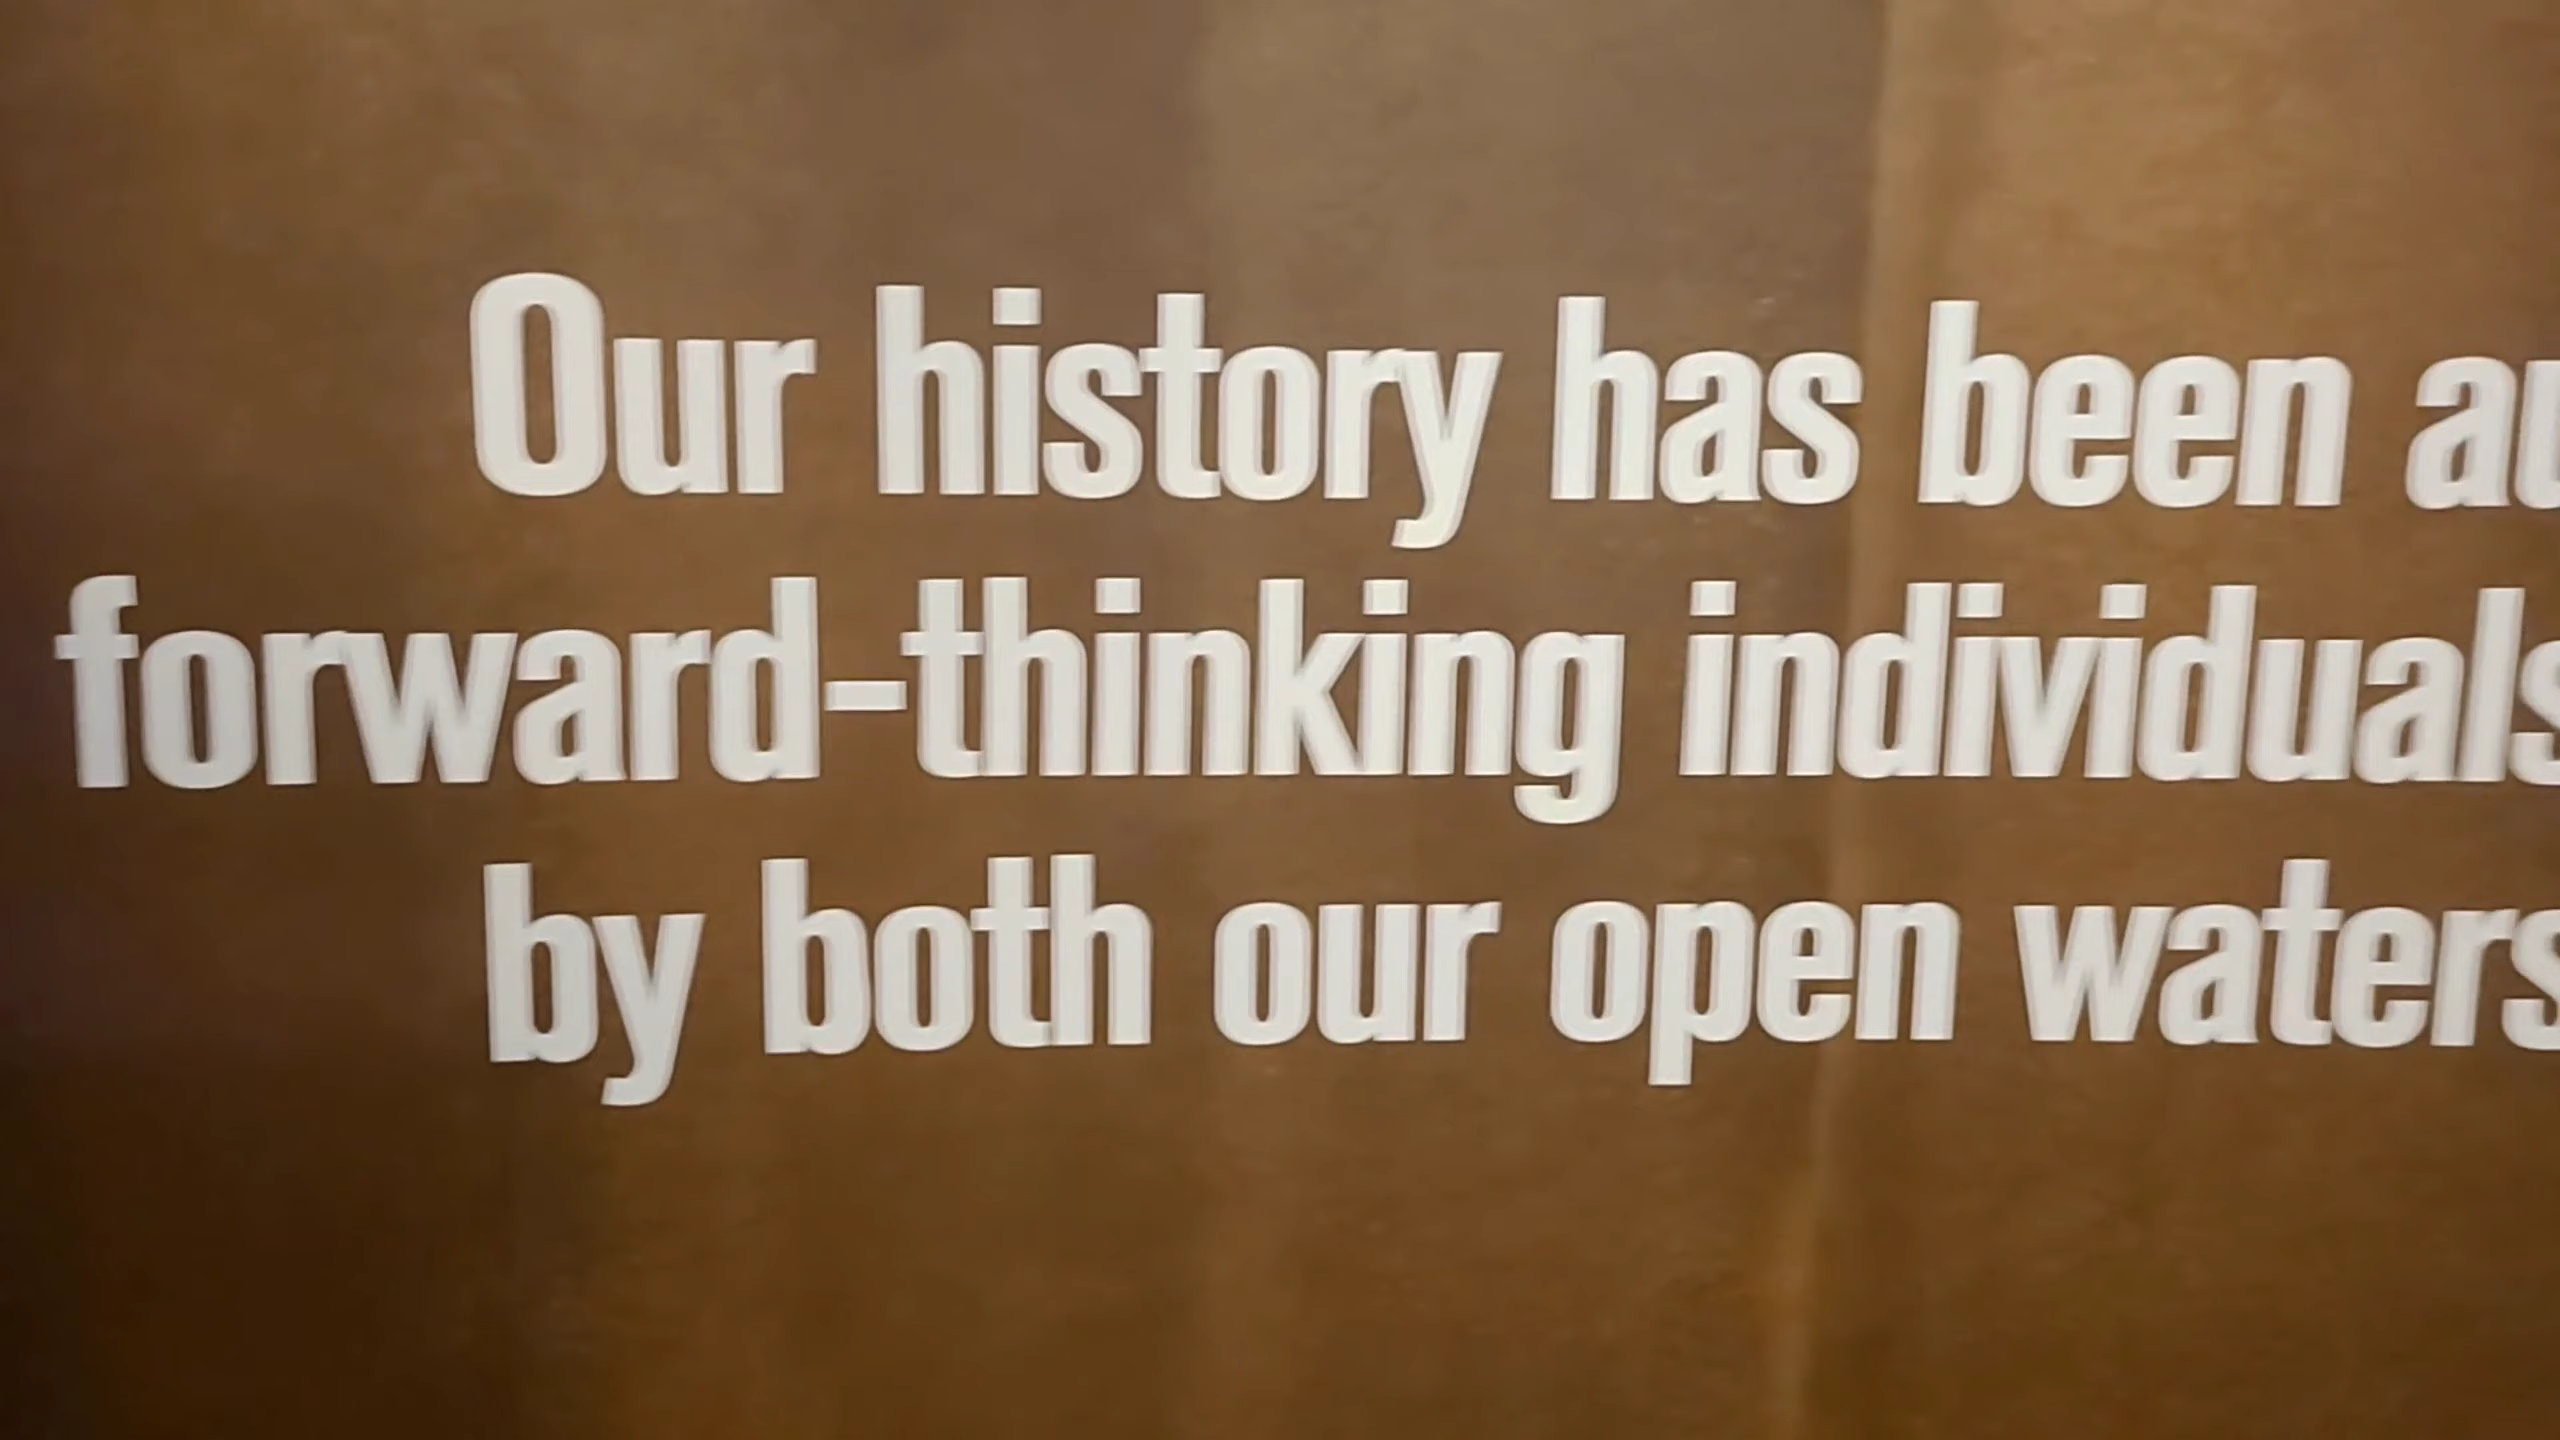 Our history has been
forward-thinking individuals
by both our open waters